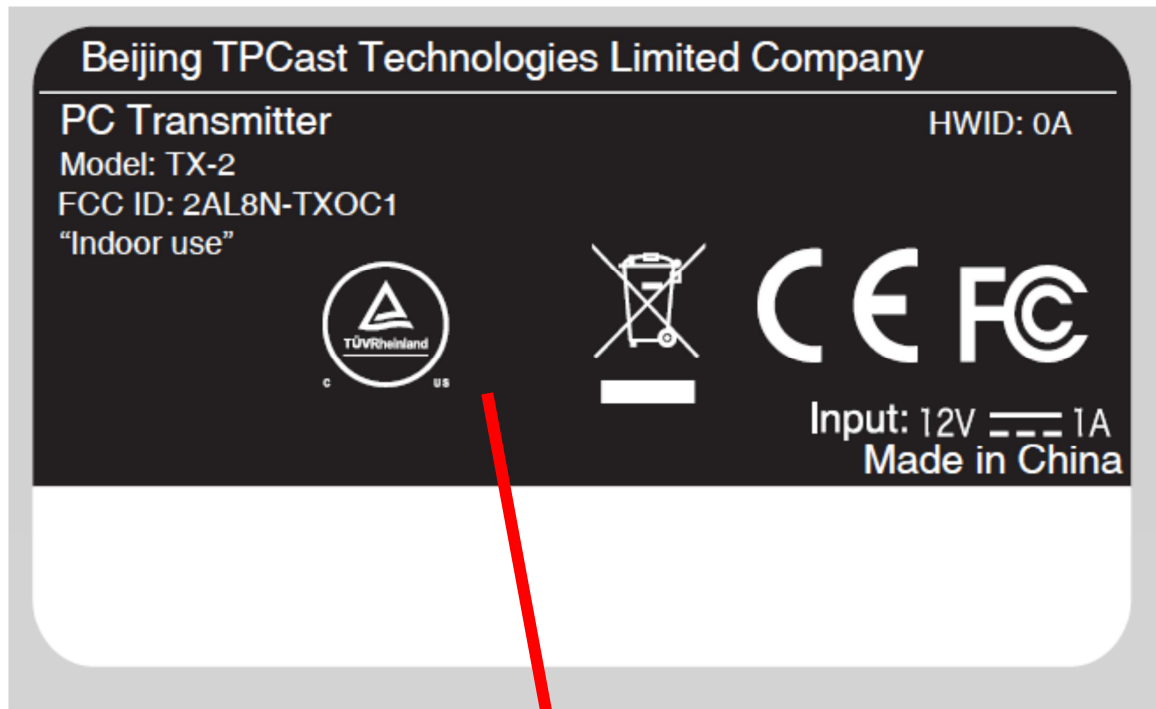 Beijing TPCast Technologies Limited Company
PC Transmitter
HWID: 0A
Model: TX-2
FCC ID: 2AL8N-TXOC1
“Indoor use”
TÜVRheinland
C US
CE FC
Input: 12V 1A
Made in China